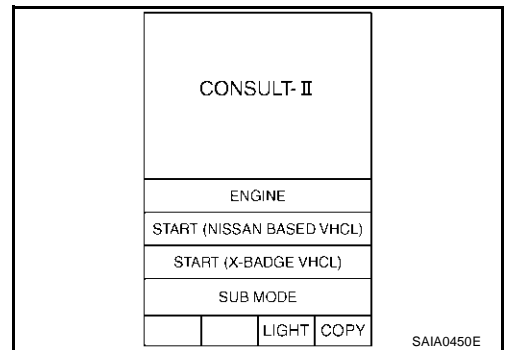 CONSULT-II
ENGINE
START (NISSAN BASED VHCL)
START (X-BADGE VHCL)
SUB MODE
LIGHT COPY
SAIA0450E